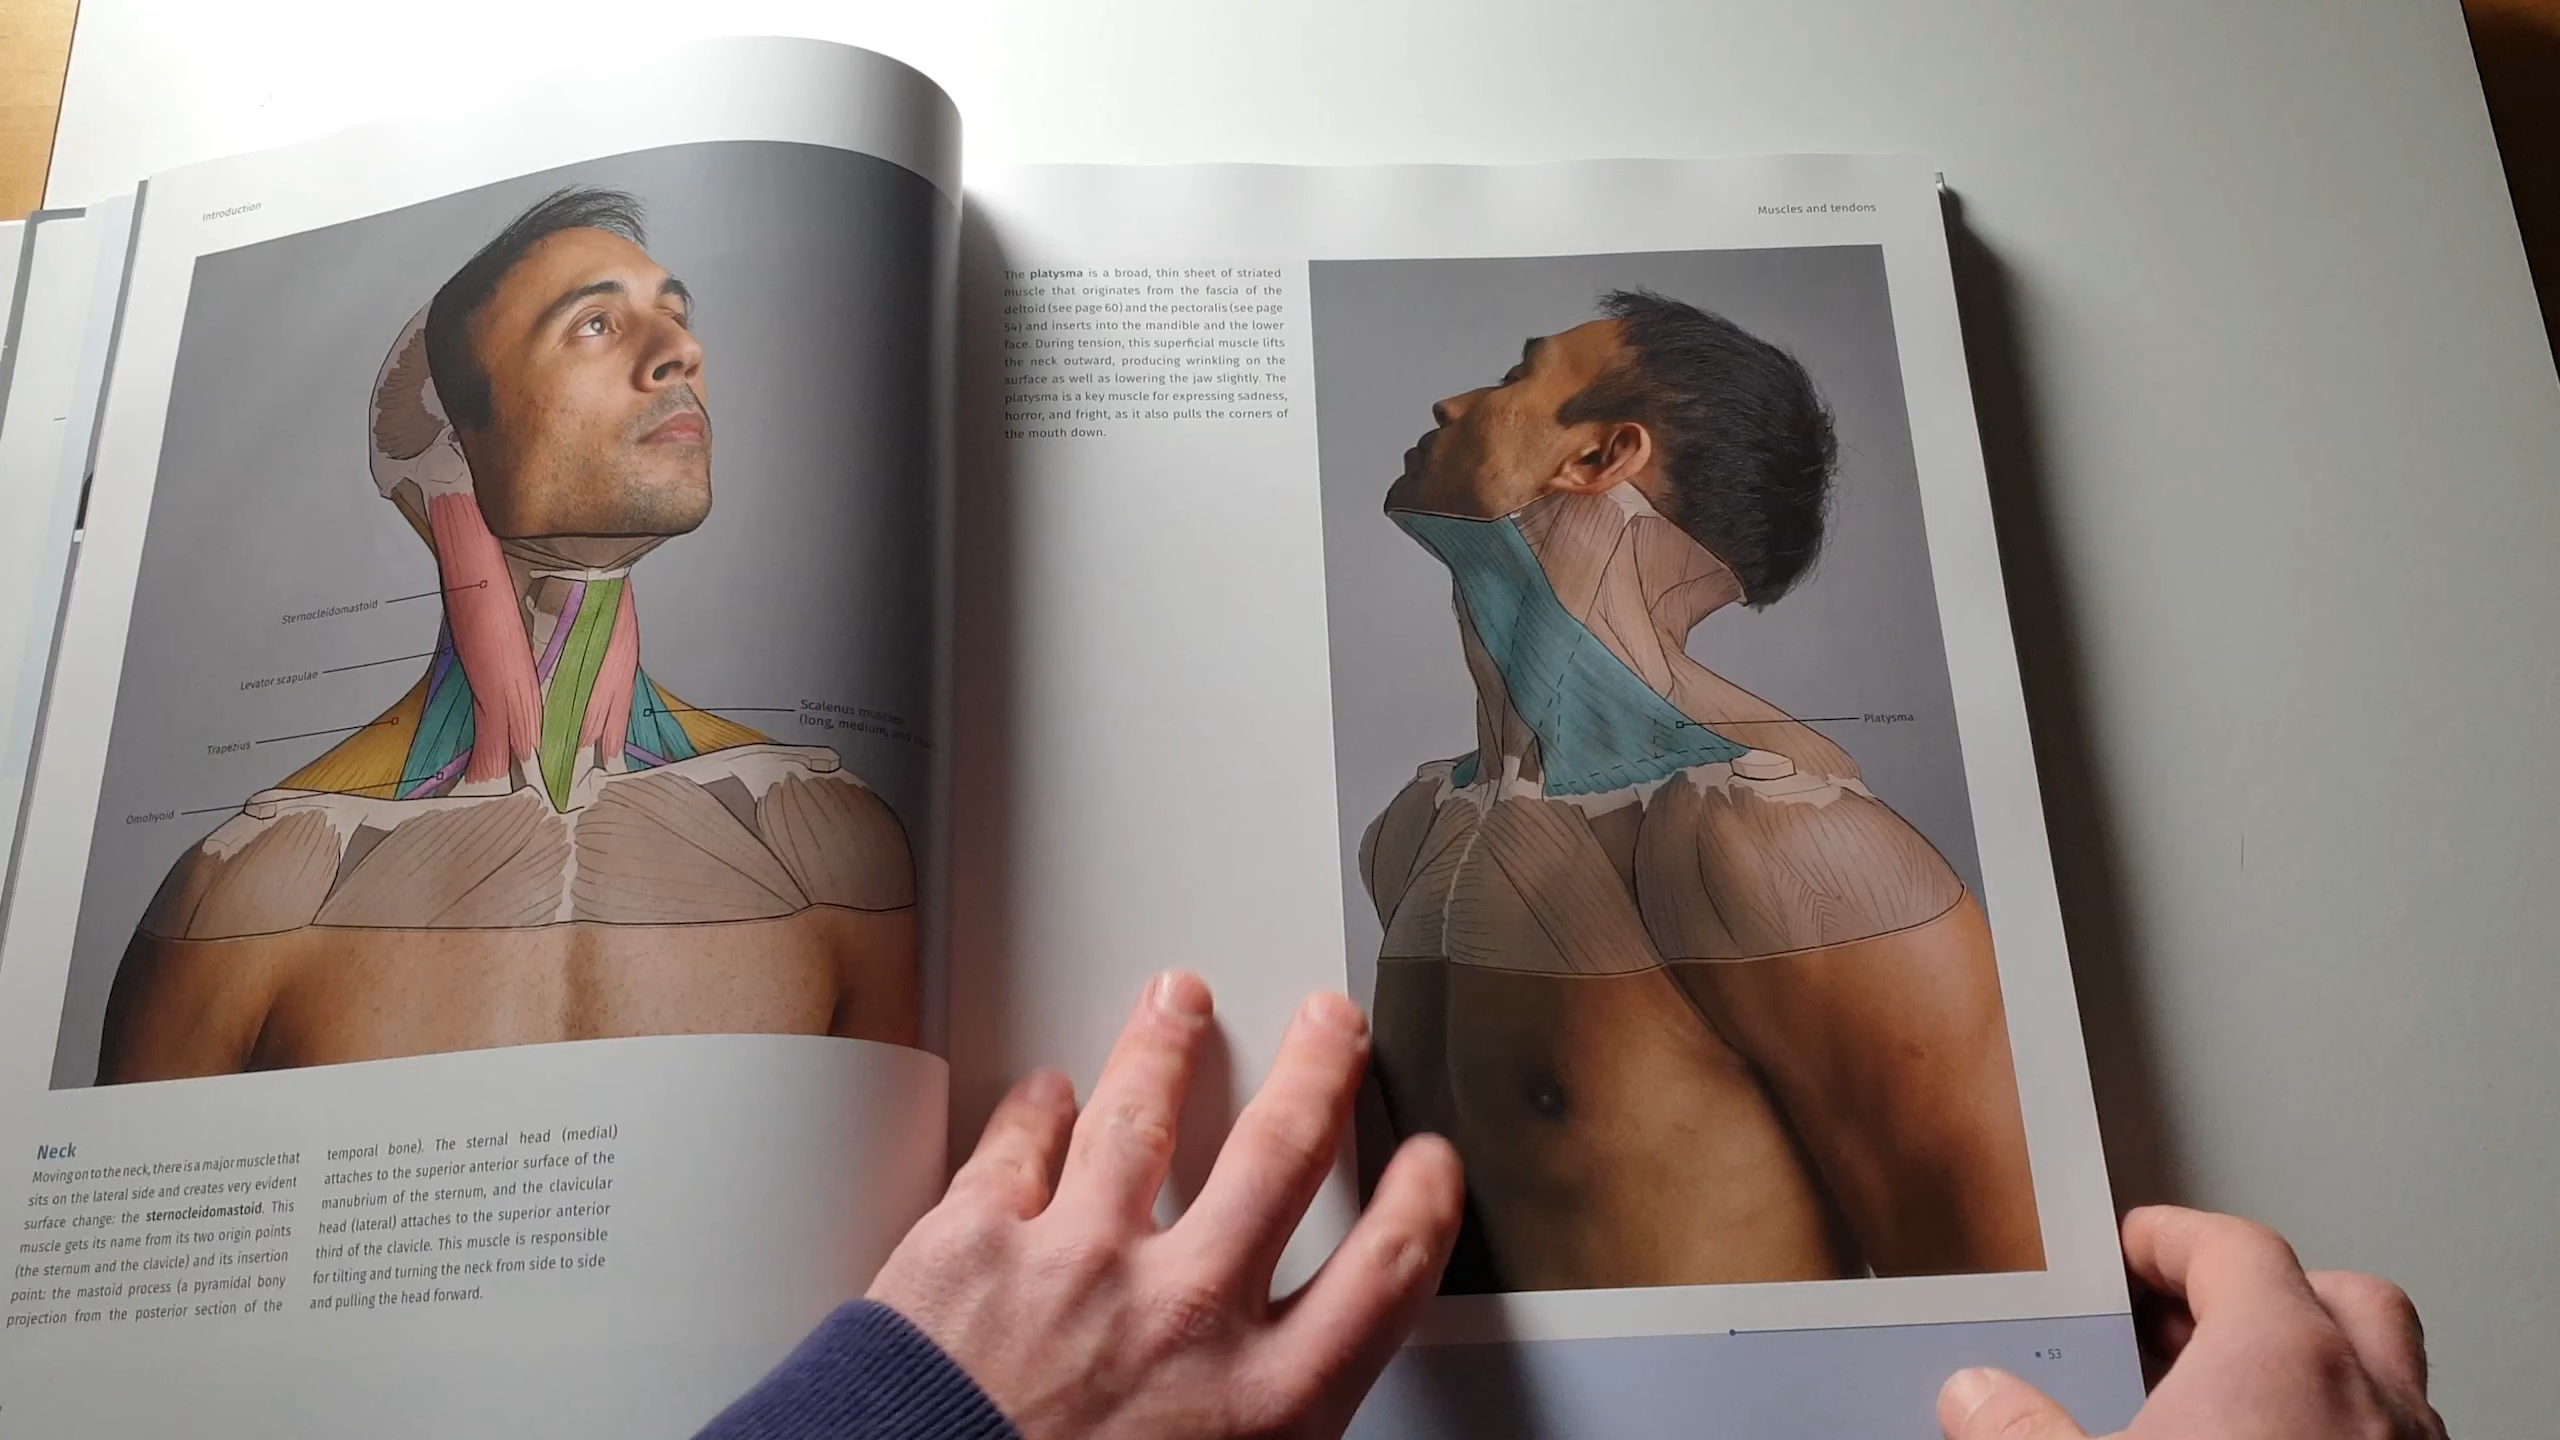 Introduction
Sternocleidomastoid
Levator scapulae
Trapezius
Omohyoid
Scalenus muscles
(long, medium, and
Neck
Moving on to the neck, there is a major muscle that
sits on the lateral side and creates very evident
surface change: the sternocleidomastoid. This
muscle gets its name from its two origin points
(the sternum and the clavicle) and its insertion
point: the mastoid process (a pyramidal bony
projection from the posterior section of the
temporal bone). The sternal head (medial)
attaches to the superior anterior surface of the
manubrium of the sternum, and the clavicular
head (lateral) attaches to the superior anterior
third of the clavicle. This muscle is responsible
for tilting and turning the neck from side to side
and pulling the head forward.
Muscles and tendons
The platysma is a broad, thin sheet of striated
muscle that originates from the fascia of the
deltoid (see page 60) and the pectoralis (see page
54) and inserts into the mandible and the lower
face. During tension, this superficial muscle lifts
the neck outward, producing wrinkling on the
surface as well as lowering the jaw slightly. The
platysma is a key muscle for expressing sadness,
horror, and fright, as it also pulls the corners of
the mouth down.
Platysma
53